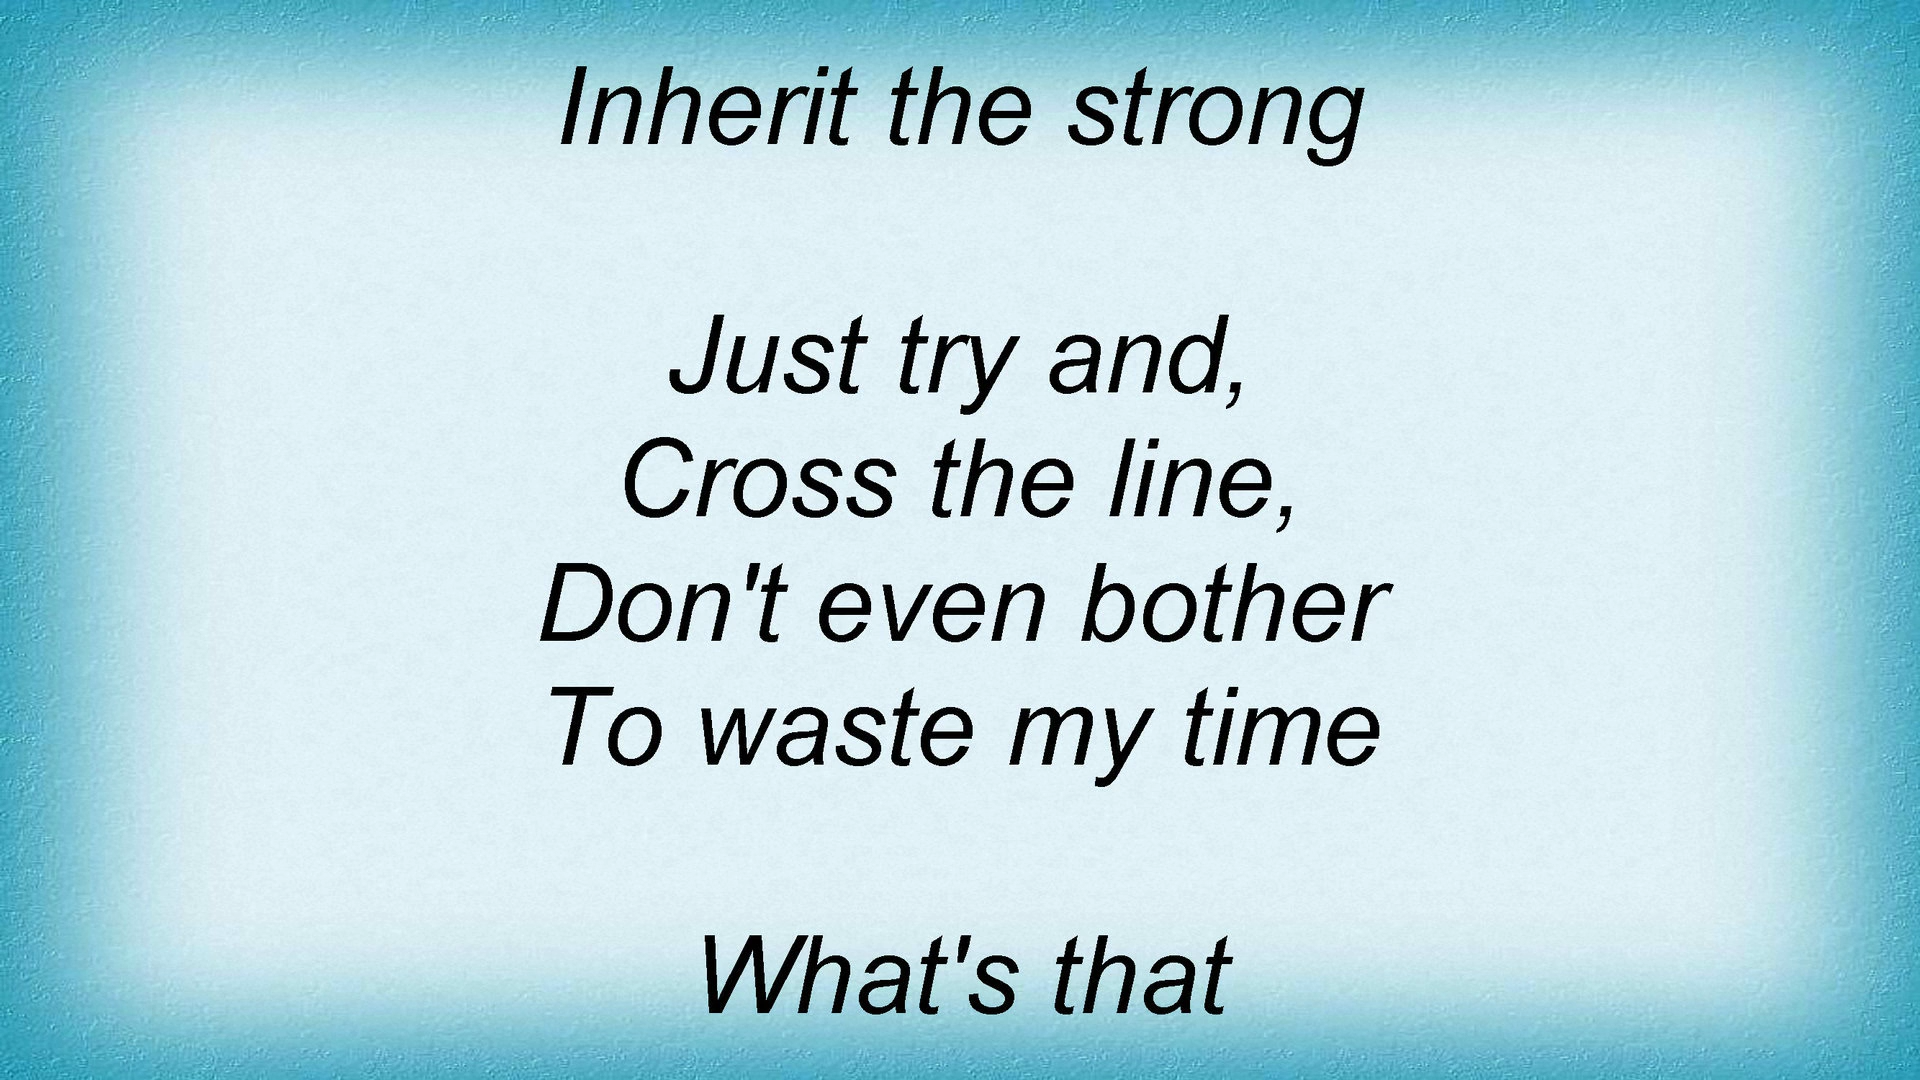 Inherit the strong
Just try and,
Cross the line,
Don't even bother
To waste my time
What's that